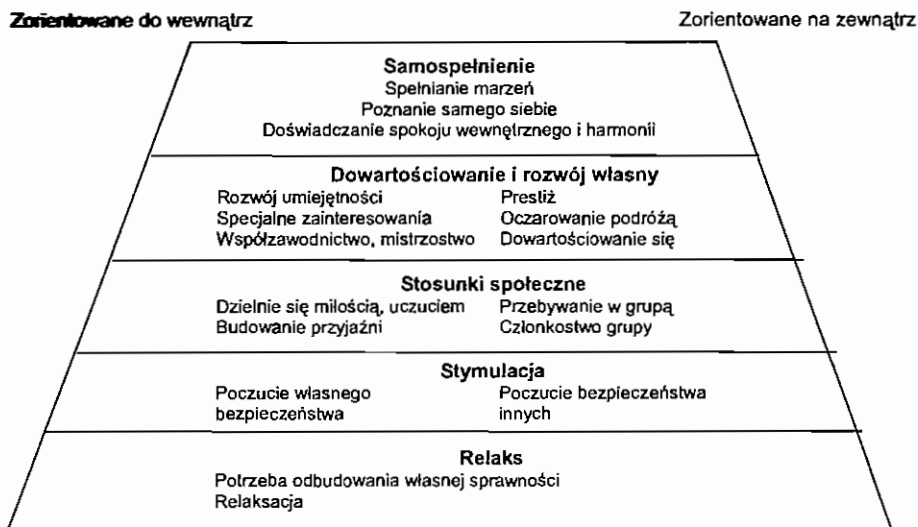 Zorientowane do wewnątrz
Zorientowane na zewnątrz
Samospełnienie
Spełnianie marzeń
Poznanie samego siebie
Doświadczanie spokoju wewnętrznego i harmonii
Dowartościowanie i rozwój własny
Rozwój umiejętności
Prestiż
Specjalne zainteresowania
Oczarowanie podróżą
Współzawodnictwo, mistrzostwo
Dowartościowanie się
Stosunki społeczne
Dzielnie się miłością, uczuciem
Przebywanie w grupą
Budowanie przyjaźni
Członkostwo grupy
Stymulacja
Poczucie własnego
bezpieczeństwa
Poczucie bezpieczeństwa
innych
Relaks
Potrzeba odbudowania własnej sprawności
Relaksacja